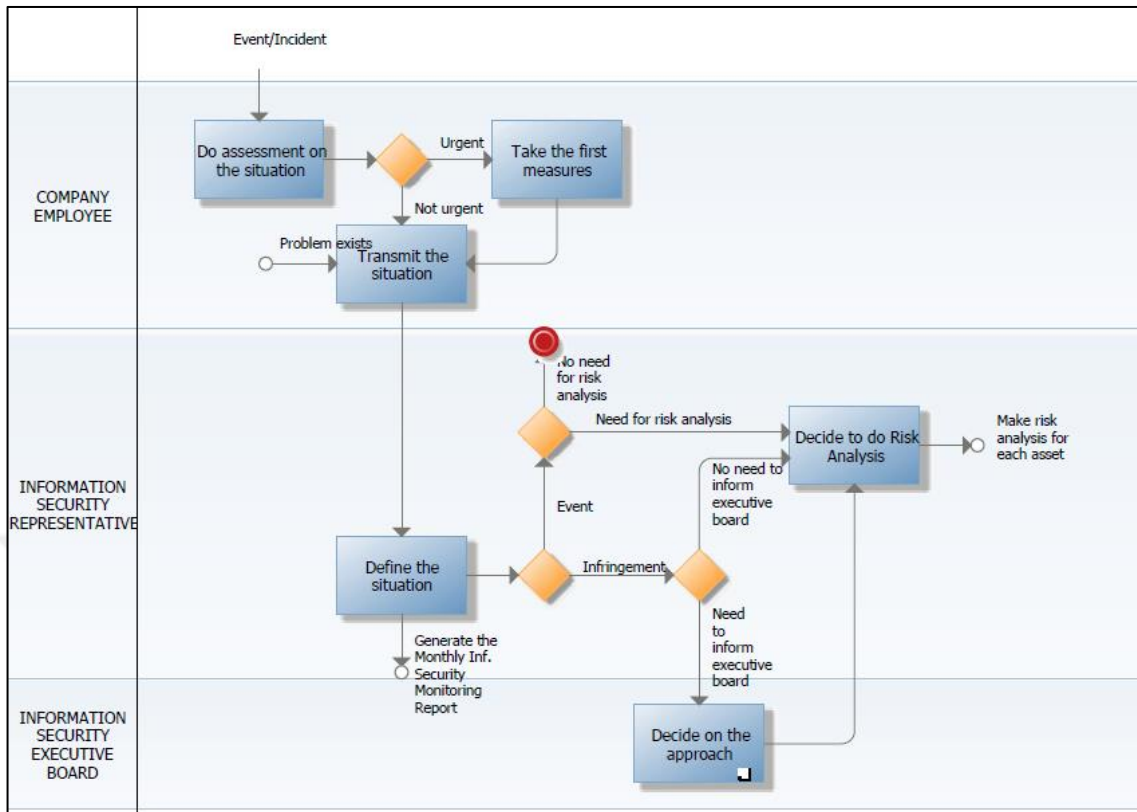 Event/Incident
COMPANY
EMPLOYEE
Do assessment on
the situation
Urgent
Take the first
measures
Not urgent
Problem exists
Transmit the
situation
INFORMATION
SECURITY
REPRESENTATIVE
No need
for risk
analysis
Need for risk analysis
Decide to do Risk
Analysis
Make risk
analysis for
each asset
No need to
inform
executive
board
Event
Define the
situation
Infringement
Need
to
inform
executive
board
Generate the
Monthly Inf.
Security
Monitoring
Report
INFORMATION
SECURITY
EXECUTIVE
BOARD
Decide on the
approach